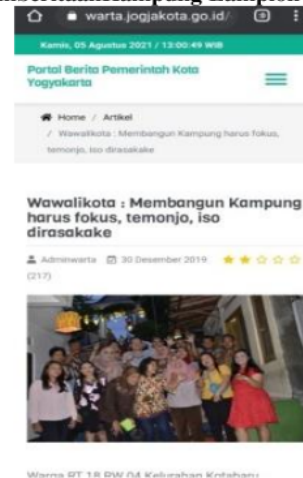 warta.jogjakota.go.id/
Kamis, 05 Agustus 2021 / 13:00:49 WIB
Portal Berita Pemerintah Kota
Yogyakarta
Home / Artikel
/ Wawalikota : Membangun Kampung harus fokus,
temonjo, iso dirasakake
Wawalikota : Membangun Kampung
harus fokus, temonjo, iso
dirasakake
Adminwarta 30 Desember 2019
(217)
Warga RT 18 RW 04 Kelurahan Kotabaru